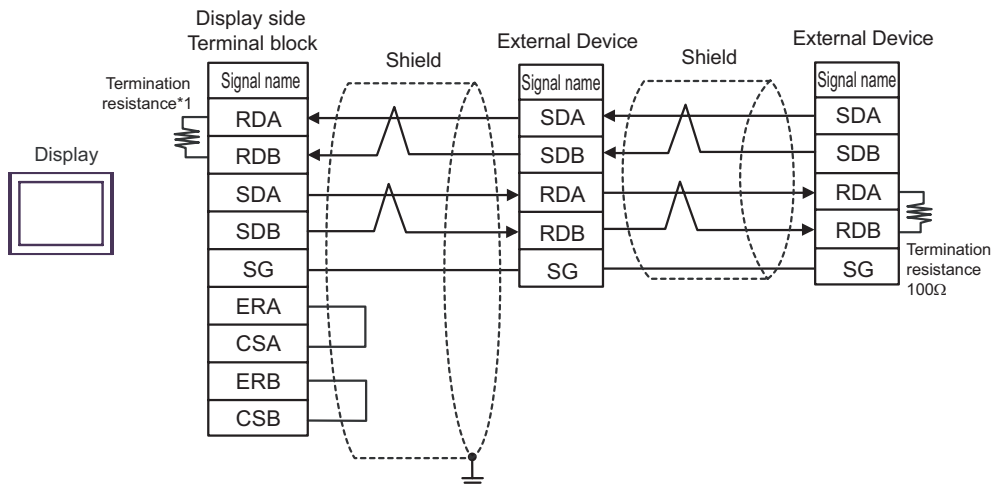 Display side
Terminal block
Shield
External Device
Shield
External Device
Termination
resistance*1
Display
Signal name
RDA
RDB
SDA
SDB
SG
ERA
CSA
ERB
CSB
Signal name
SDA
SDB
RDA
RDB
SG
Signal name
SDA
SDB
RDA
RDB
SG
Termination
resistance
100Ω